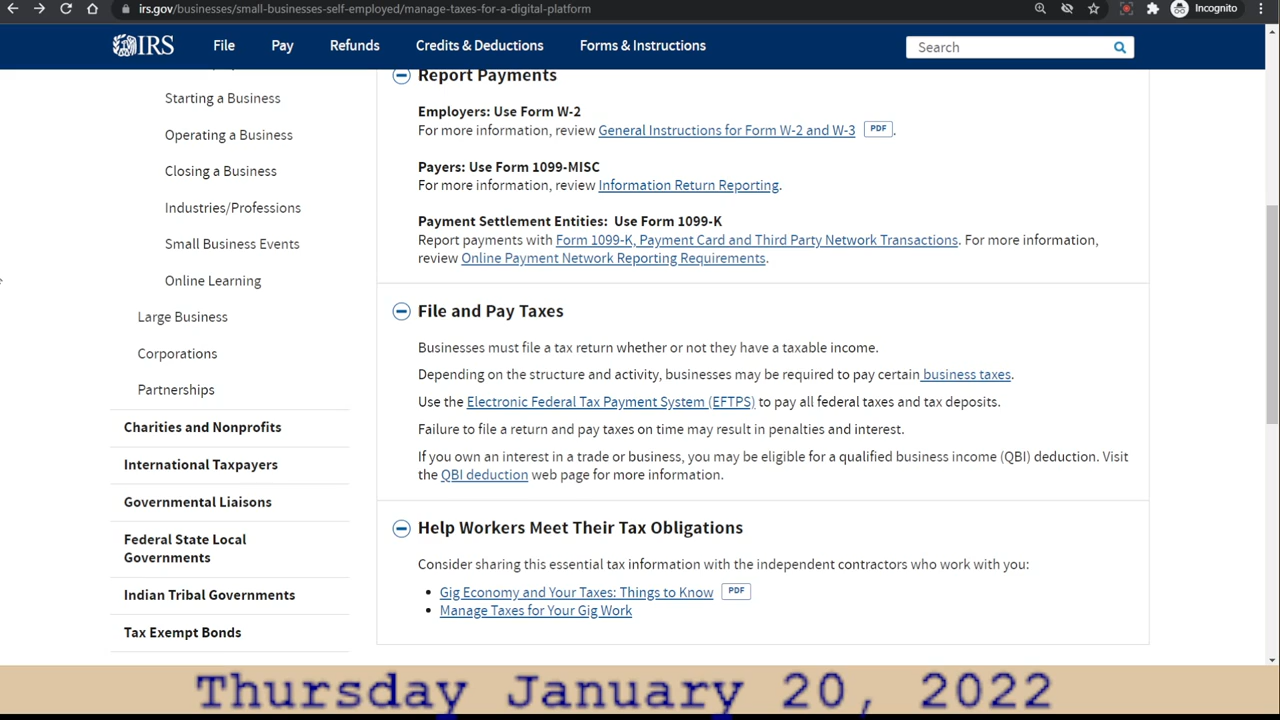 irs.gov/businesses/small-businesses-self-employed/manage-taxes-for-a-digital-platform
Incognito
IRS
File
Pay
Refunds
Credits & Deductions
Forms & Instructions
Search
Starting a Business
Operating a Business
Closing a Business
Industries/Professions
Small Business Events
Online Learning
Large Business
Corporations
Partnerships
Charities and Nonprofits
International Taxpayers
Governmental Liaisons
Federal State Local
Governments
Indian Tribal Governments
Tax Exempt Bonds
Report Payments
Employers: Use Form W-2
For more information, review General Instructions for Form W-2 and W-3 PDF .
Payers: Use Form 1099-MISC
For more information, review Information Return Reporting.
Payment Settlement Entities: Use Form 1099-K
Report payments with Form 1099-K, Payment Card and Third Party Network Transactions. For more information,
review Online Payment Network Reporting Requirements.
File and Pay Taxes
Businesses must file a tax return whether or not they have a taxable income.
Depending on the structure and activity, businesses may be required to pay certain business taxes.
Use the Electronic Federal Tax Payment System (EFTPS) to pay all federal taxes and tax deposits.
Failure to file a return and pay taxes on time may result in penalties and interest.
If you own an interest in a trade or business, you may be eligible for a qualified business income (QBI) deduction. Visit
the QBI deduction web page for more information.
Help Workers Meet Their Tax Obligations
Consider sharing this essential tax information with the independent contractors who work with you:
• Gig Economy and Your Taxes: Things to Know PDF
• Manage Taxes for Your Gig Work
Thursday January 20, 2022